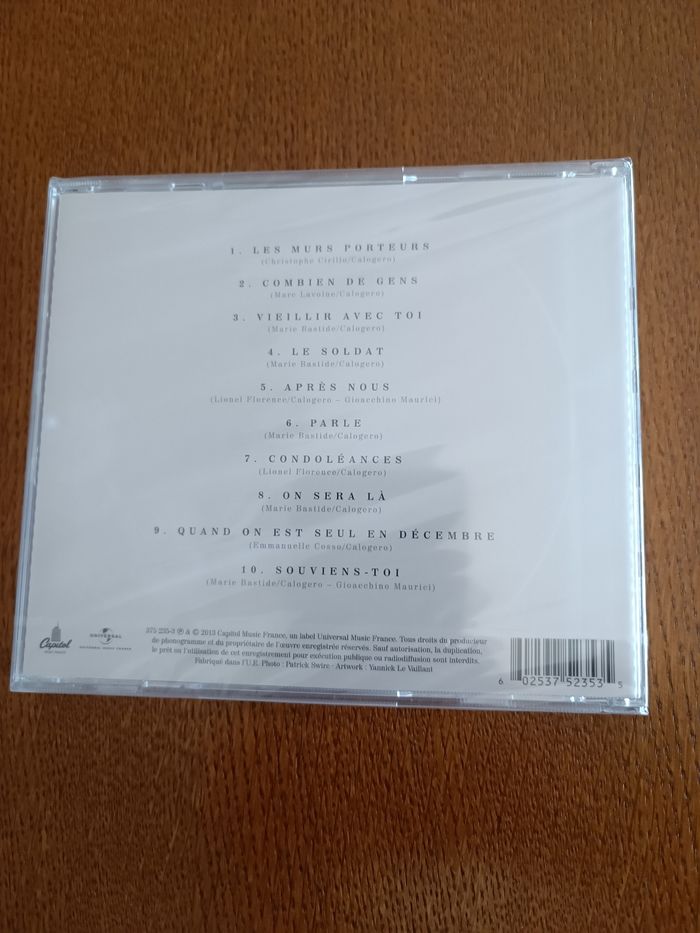 1. LES MURS PORTEURS
(Christophe Cirillo/Calogero)
2. COMBIEN DE GENS
(Marc Lavoine/Calogero)
3. VIEILLIR AVEC TOI
(Marie Bastide/Calogero)
4. LE SOLDAT
(Marie Bastide/Calogero)
5. APRÈS NOUS
(Lionel Florence/Calogero – Gioacchino Maurici)
6. PARLE
(Marie Bastide/Calogero)
7. CONDOLÉANCES
(Lionel Florence/Calogero)
8. ON SERA LÀ
(Marie Bastide/Calogero)
9. QUAND ON EST SEUL EN DÉCEMBRE
(Emmanuelle Cosso/Calogero)
10. SOUVIENS-TOI
(Marie Bastide/Calogero – Gioacchino Maurici)
375 235-3 ℗ & © 2013 Capitol Music France, un label Universal Music France. Tous droits du producteur
de phonogramme et du propriétaire de l'œuvre enregistrée réservés. Sauf autorisation, la duplication,
le prêt ou l'utilisation de cet enregistrement pour exécution publique ou radiodiffusion sont interdits.
Fabriqué dans l'U.E. Photo : Patrick Swirc - Artwork : Yannick Le Vaillant
Capitol
UNIVERSAL
UNIVERSAL MUSIC FRANCE
6 02537 52353 5